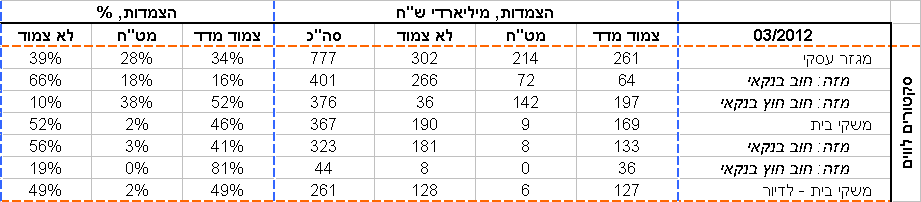 הצמדות, מיליארדי ש"ח הצמדות, %
03/2012 צמוד מדד מט"ח לא צמוד סה"כ צמוד מדד מט"ח לא צמוד
סקטורים לווים
מגזר עסקי 261 214 302 777 34% 28% 39%
מזה: חוב בנקאי 64 72 266 401 16% 18% 66%
מזה: חוב חוץ בנקאי 197 142 36 376 52% 38% 10%
משקי בית 169 9 190 367 46% 2% 52%
מזה: חוב בנקאי 133 8 181 323 41% 3% 56%
מזה: חוב חוץ בנקאי 36 0 8 44 81% 0% 19%
משקי בית - לדיור 127 6 128 261 49% 2% 49%